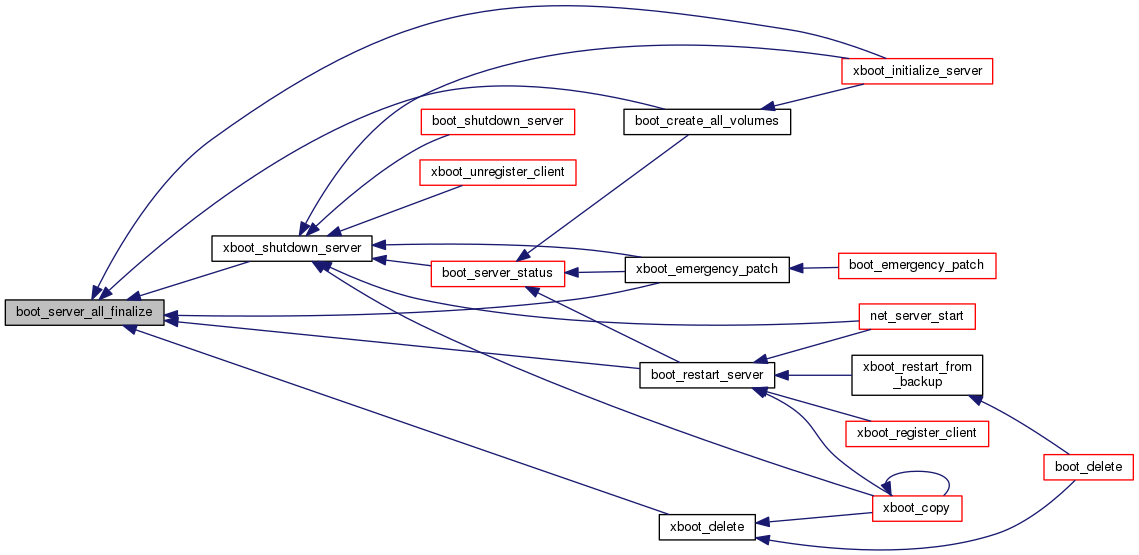 xboot_initialize_server
boot_shutdown_server
boot_create_all_volumes
xboot_unregister_client
xboot_shutdown_server
boot_server_status
xboot_emergency_patch
boot_emergency_patch
boot_server_all_finalize
net_server_start
boot_restart_server
xboot_restart_from
_backup
xboot_register_client
boot_delete
xboot_copy
xboot_delete